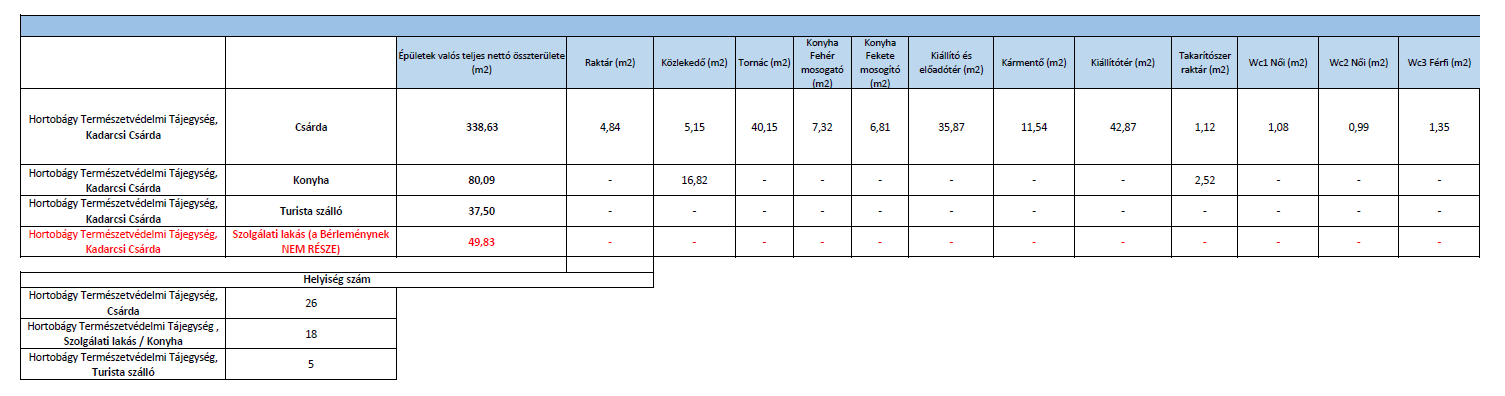 Épületek valós teljes nettó összterülete (m2) Raktár (m2) Közlekedő (m2) Tornác (m2) Konyha Fehér mosogató (m2) Konyha Fekete mosogító (m2) Kiállító és előadótér (m2) Kármentő (m2) Kiállítótér (m2) Takarítószer raktár (m2) Wc1 Női (m2) Wc2 Női (m2) Wc3 Férfi (m2)
Hortobágy Természetvédelmi Tájegység, Kadarcsi Csárda Csárda 338,63 4,84 5,15 40,15 7,32 6,81 35,87 11,54 42,87 1,12 1,08 0,99 1,35
Hortobágy Természetvédelmi Tájegység, Kadarcsi Csárda Konyha 80,09 - 16,82 - - - - - - 2,52 - - -
Hortobágy Természetvédelmi Tájegység, Kadarcsi Csárda Turista szálló 37,50 - - - - - - - - - - - -
Hortobágy Természetvédelmi Tájegység, Kadarcsi Csárda Szolgálati lakás (a Bérleménynek NEM RÉSZE) 49,83 - - - - - - - - - - - -
Helyiség szám
Hortobágy Természetvédelmi Tájegység, Csárda 26
Hortobágy Természetvédelmi Tájegység , Szolgálati lakás / Konyha 18
Hortobágy Természetvédelmi Tájegység, Turista szálló 5